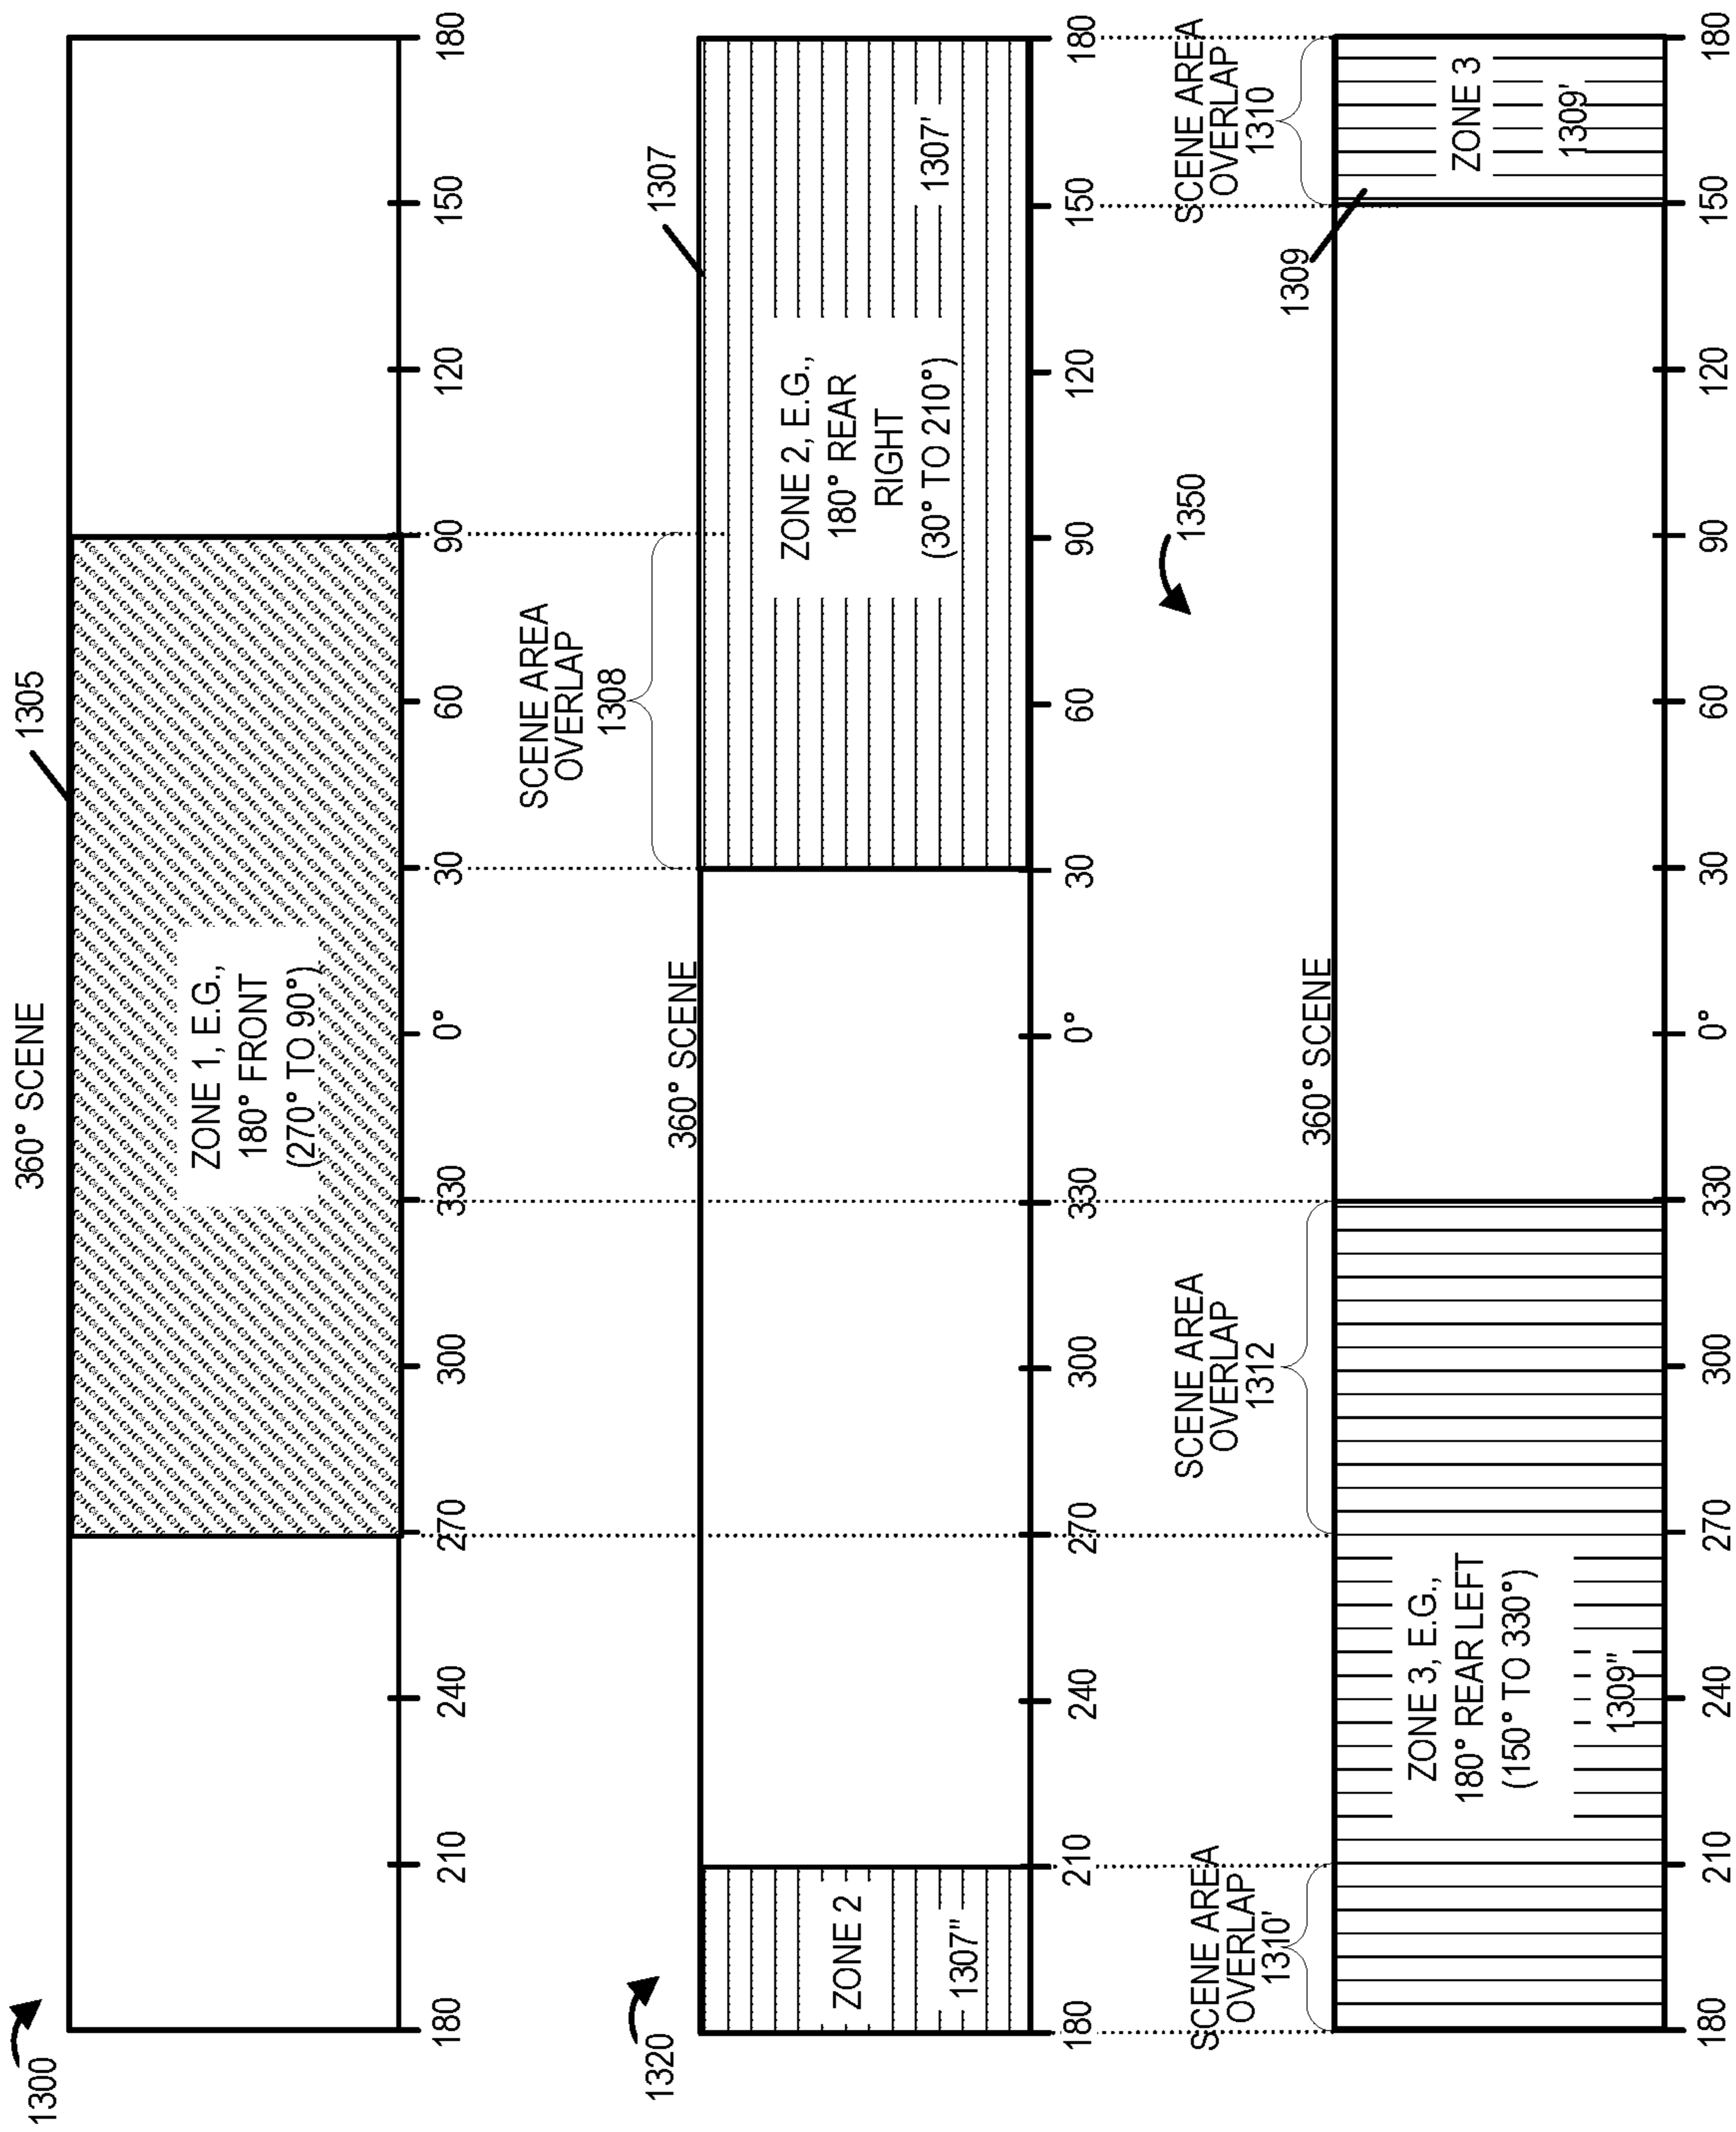 1300
360° SCENE
1305
ZONE 1, E.G.,
180° FRONT
(270° TO 90°)
180
210
240
270
300
330
0°
30
60
90
120
150
180
SCENE AREA
OVERLAP
1308
1320
360° SCENE
1307
ZONE 2
1307"
ZONE 2, E.G.,
180° REAR
RIGHT
(30° TO 210°)
1307'
180
210
240
270
300
330
0°
30
60
90
120
150
180
1350
SCENE AREA
OVERLAP
1310'
SCENE AREA
OVERLAP
1312
SCENE AREA
OVERLAP
1310
360° SCENE
1309
ZONE 3, E.G.,
180° REAR LEFT
(150° TO 330°)
1309"
ZONE 3
1309'
180
210
240
270
300
330
0°
30
60
90
120
150
180